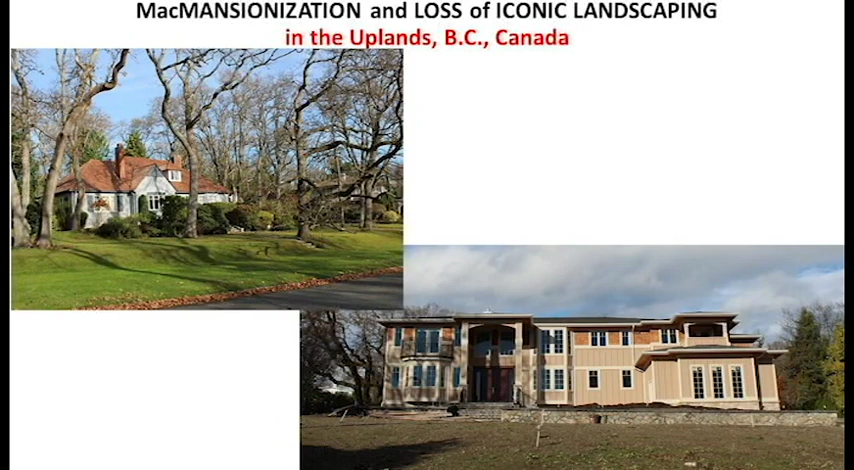 MacMANSIONIZATION and LOSS of ICONIC LANDSCAPING
in the Uplands, B.C., Canada